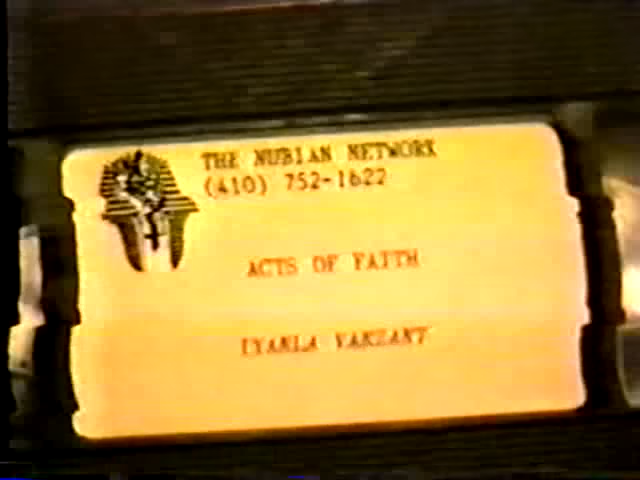 THE NUBIAN NETWORK
(410) 752-1622
ACTS OF FAITH
IYANLA VANZANT